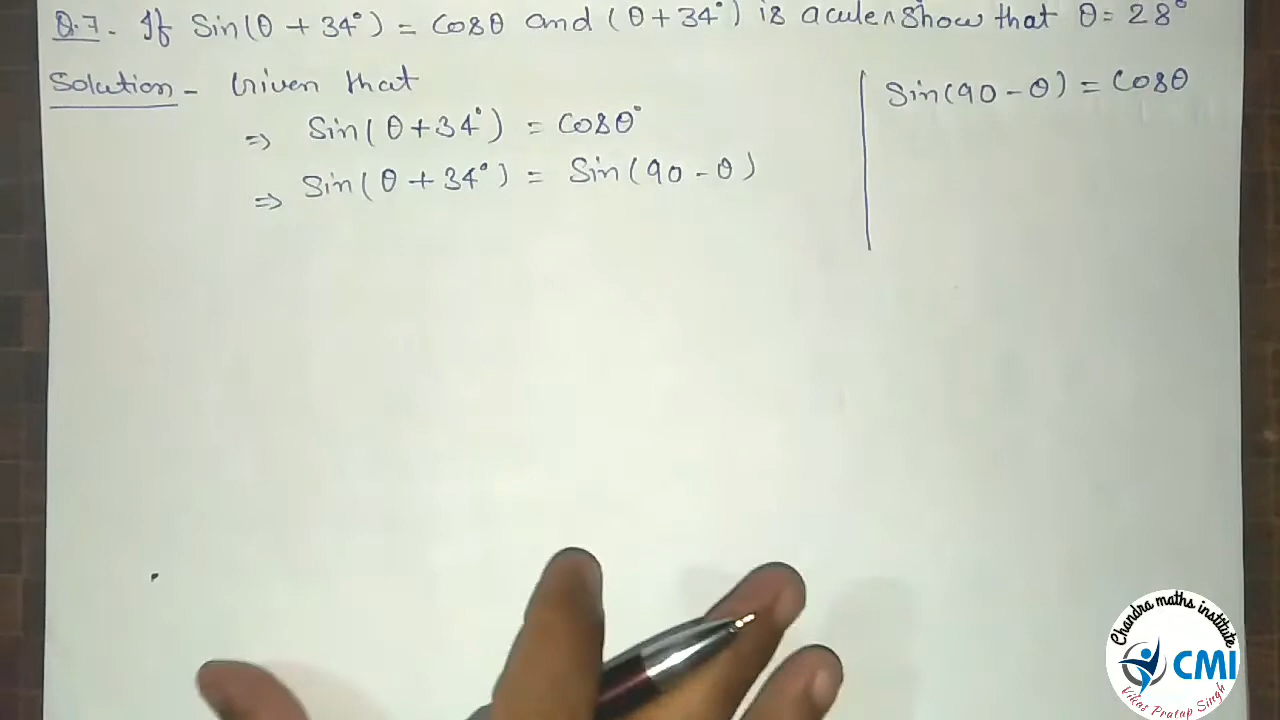 Q.7. If Sin(θ + 34°) = Cosθ and (θ + 34°) is acute ∧ Show that θ = 28°
Solution - Given that
⇒ Sin(θ + 34°) = Cosθ°
⇒ Sin(θ + 34°) = Sin(90 - θ)
Sin(90 - θ) = Cosθ
Chandra maths institute
CMI
Vikas Pratap Singh